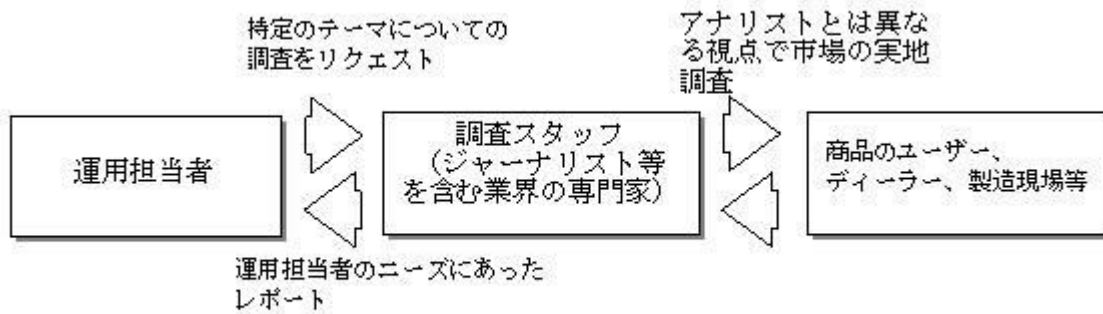 特定のテーマについての
調査をリクエスト
アナリストとは異な
る視点で市場の実地
調査
運用担当者
調査スタッフ
（ジャーナリスト等
を含む業界の専門家）
商品のユーザー、
ディーラー、製造現場等
運用担当者のニーズにあった
レポート